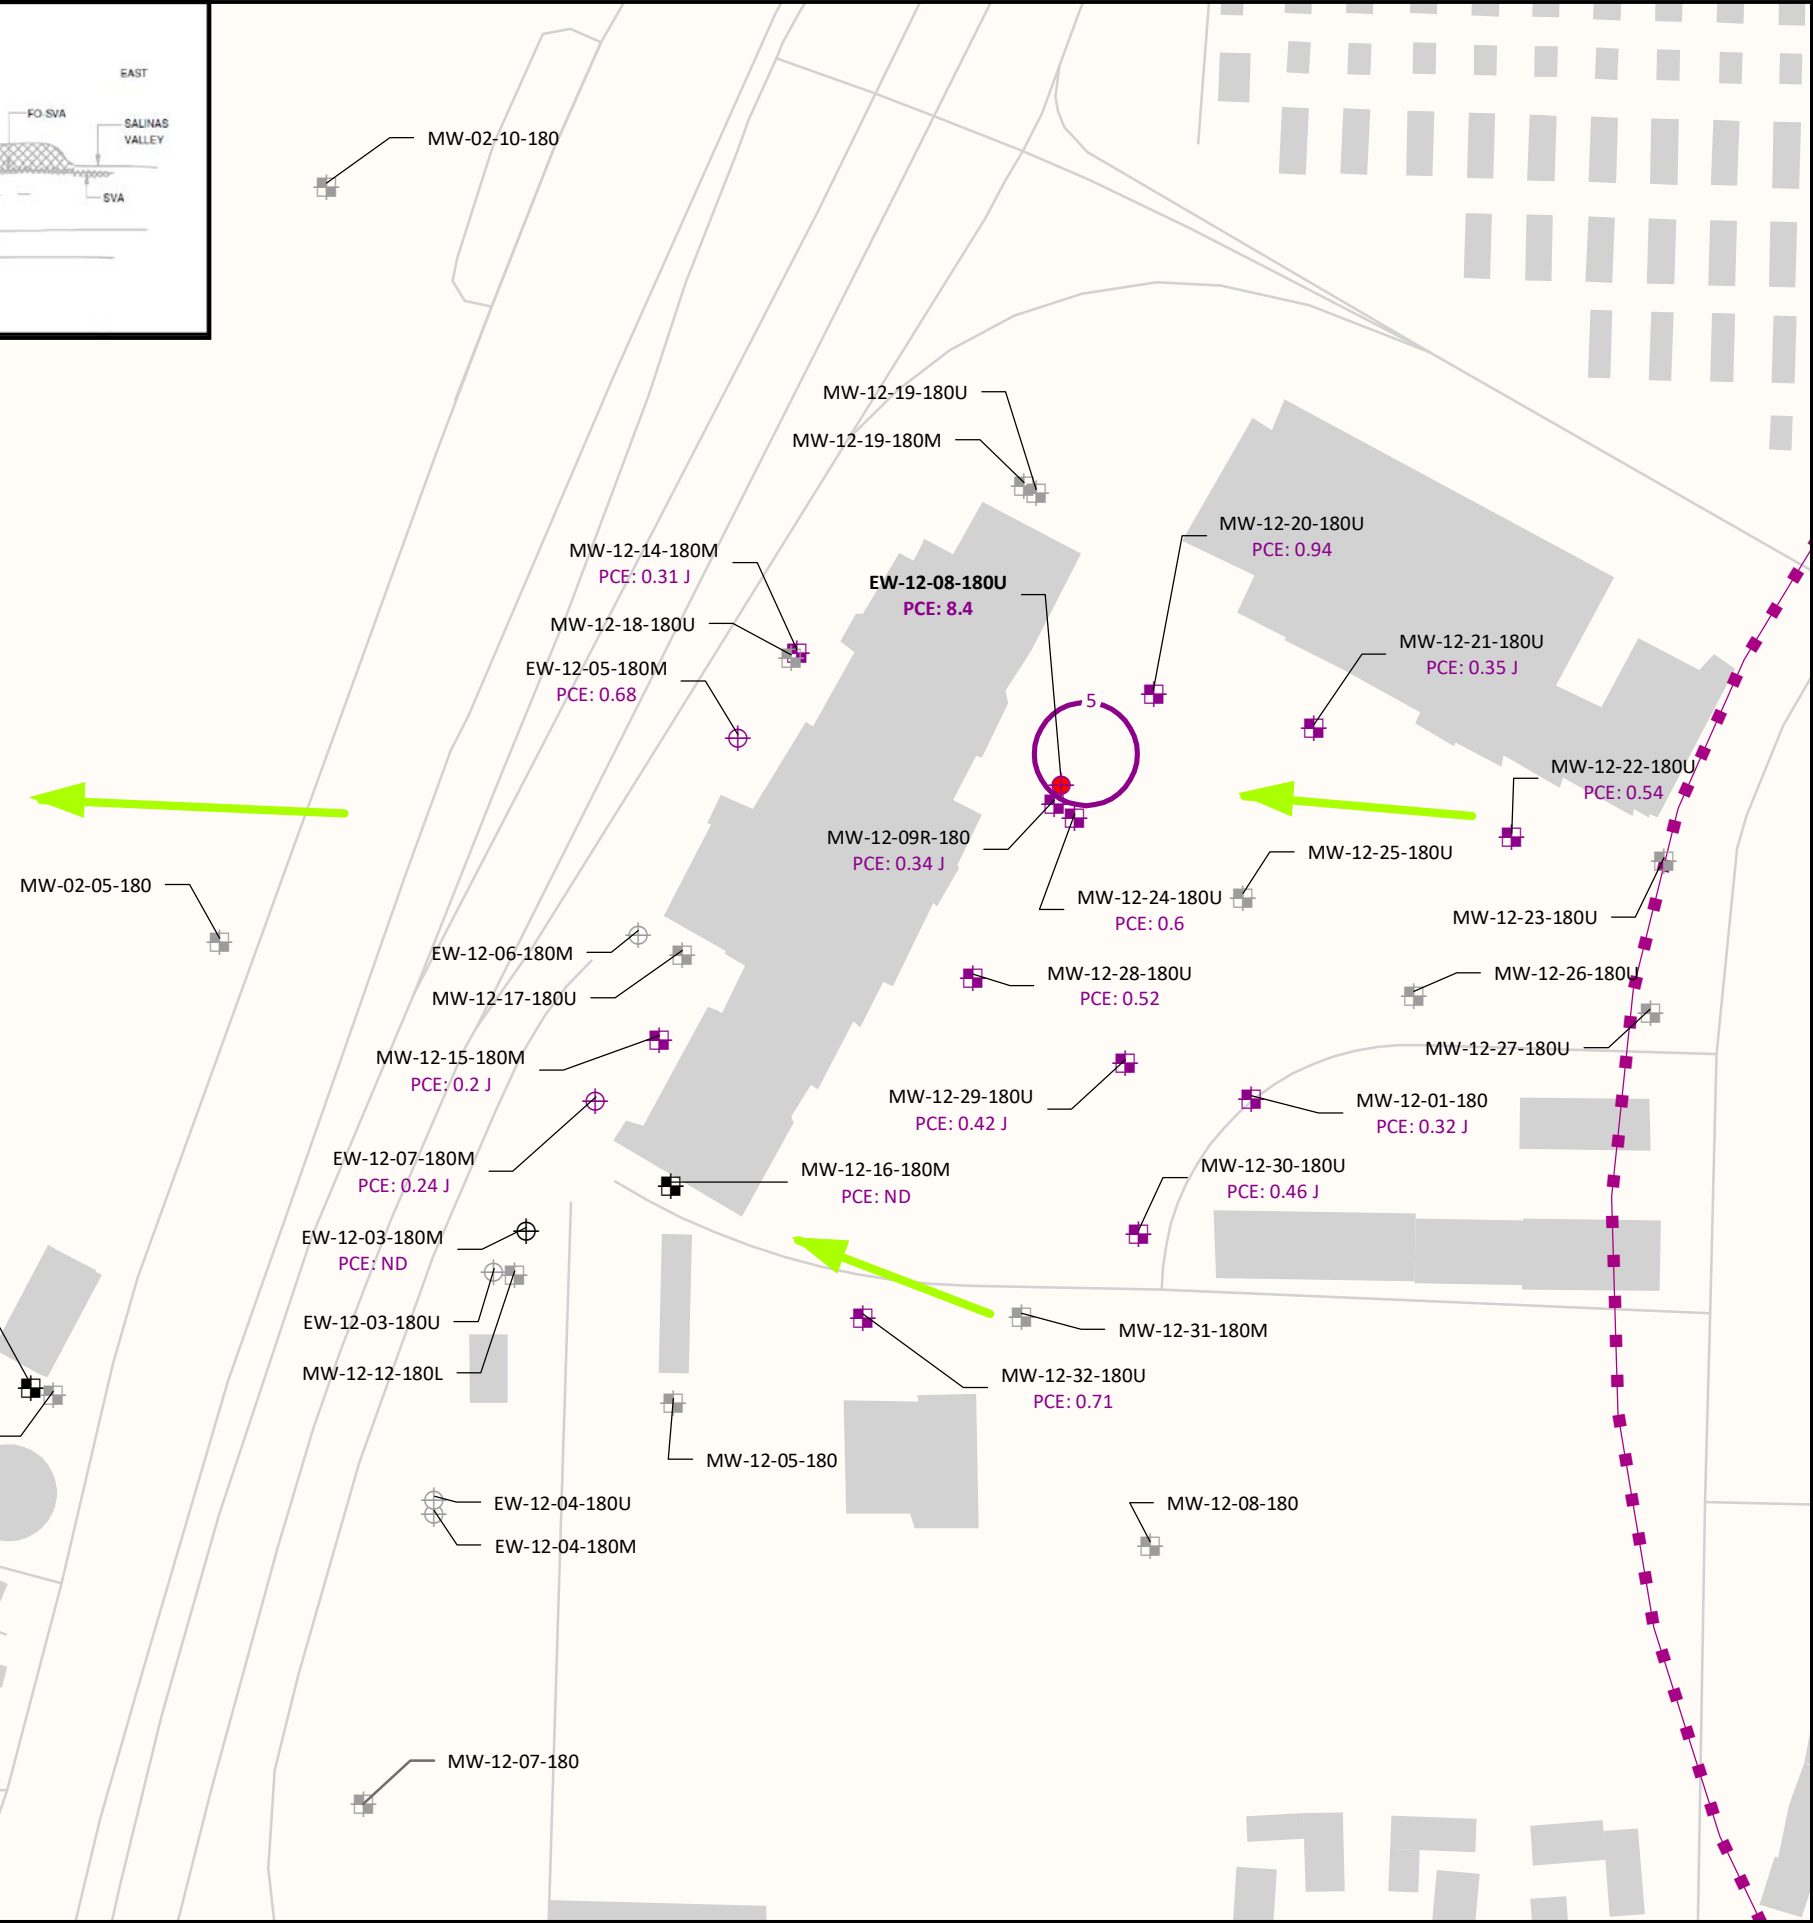 EAST
FO-SVA
SALINAS
VALLEY
SVA
MW-02-10-180
MW-12-19-180U
MW-12-19-180M
MW-12-20-180U
PCE: 0.94
MW-12-14-180M
PCE: 0.31 J
EW-12-08-180U
PCE: 8.4
MW-12-18-180U
EW-12-05-180M
PCE: 0.68
MW-12-21-180U
PCE: 0.35 J
5
MW-12-22-180U
PCE: 0.54
MW-12-09R-180
PCE: 0.34 J
MW-12-25-180U
MW-02-05-180
MW-12-24-180U
PCE: 0.6
MW-12-23-180U
EW-12-06-180M
MW-12-28-180U
PCE: 0.52
MW-12-26-180U
MW-12-17-180U
MW-12-27-180U
MW-12-15-180M
PCE: 0.2 J
MW-12-29-180U
PCE: 0.42 J
MW-12-01-180
PCE: 0.32 J
EW-12-07-180M
PCE: 0.24 J
MW-12-16-180M
PCE: ND
MW-12-30-180U
PCE: 0.46 J
EW-12-03-180M
PCE: ND
EW-12-03-180U
MW-12-31-180M
MW-12-12-180L
MW-12-32-180U
PCE: 0.71
MW-12-05-180
EW-12-04-180U
MW-12-08-180
EW-12-04-180M
MW-12-07-180